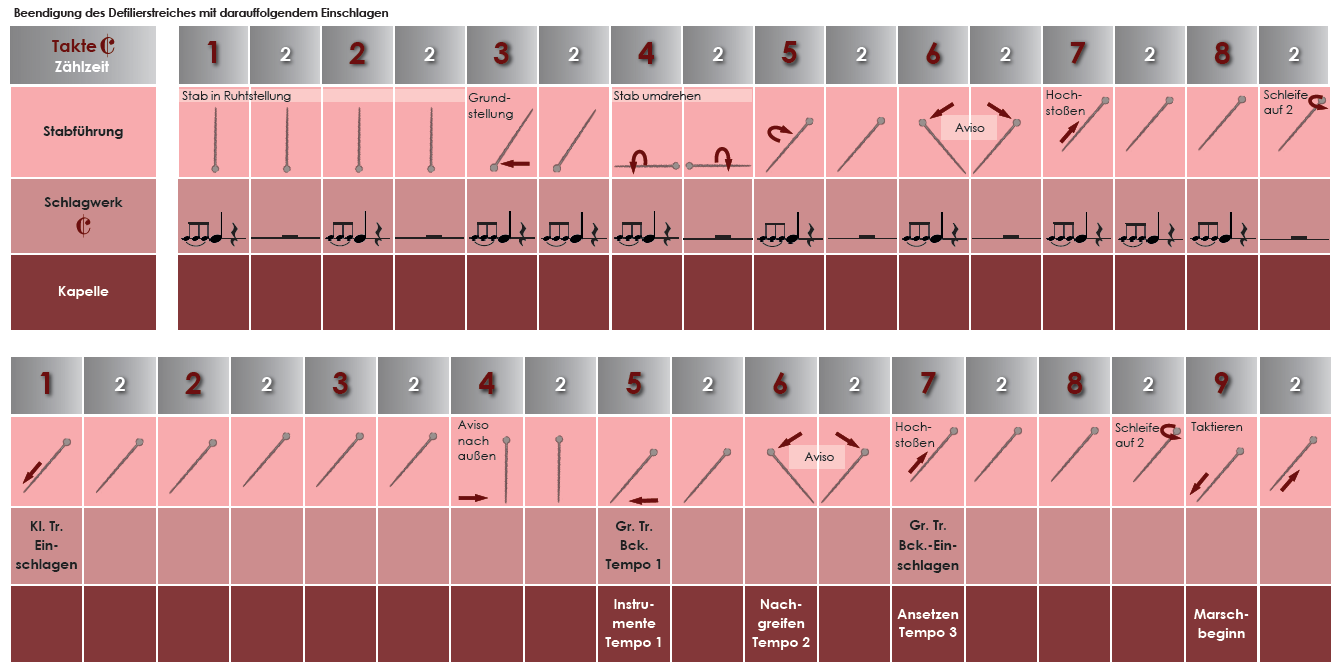 Beendigung des Defilierstreiches mit darauffolgendem Einschlagen
Takte
Zählzeit
1 2 2 2 3 2 4 2 5 2 6 2 7 2 8 2
Stabführung
Stab in Ruhtstellung
Grund-
stellung
Stab umdrehen
Aviso
Hoch-
stoßen
Schleife
auf 2
Schlagwerk
Kapelle
1 2 2 2 3 2 4 2 5 2 6 2 7 2 8 2 9 2
Aviso
nach
außen
Aviso
Hoch-
stoßen
Schleife
auf 2
Taktieren
Kl. Tr.
Ein-
schlagen
Gr. Tr.
Bck.
Tempo 1
Gr. Tr.
Bck.-Ein-
schlagen
Instru-
mente
Tempo 1
Nach-
greifen
Tempo 2
Ansetzen
Tempo 3
Marsch-
beginn